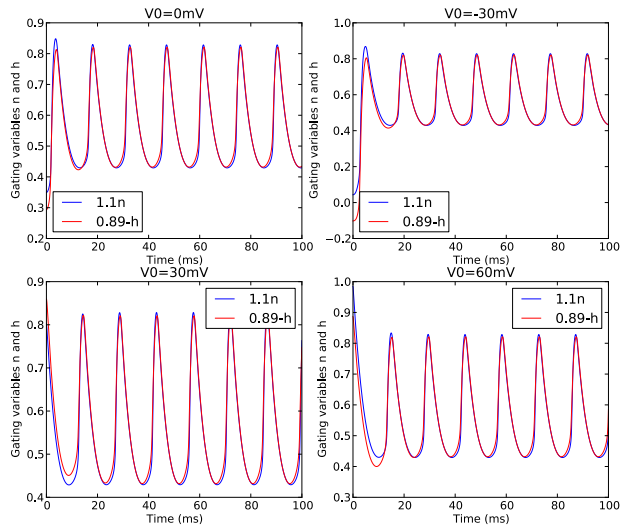 V0=0mV
Gating variables n and h
0.9
0.8
0.7
0.6
0.5
0.4
0.3
0.2
1.1n
0.89-h
0
20
40
60
80
100
Time (ms)
V0=-30mV
Gating variables n and h
1.0
0.8
0.6
0.4
0.2
0.0
−0.2
1.1n
0.89-h
0
20
40
60
80
100
Time (ms)
V0=30mV
Gating variables n and h
0.9
0.8
0.7
0.6
0.5
0.4
1.1n
0.89-h
0
20
40
60
80
100
Time (ms)
V0=60mV
Gating variables n and h
1.0
0.9
0.8
0.7
0.6
0.5
0.4
0.3
1.1n
0.89-h
0
20
40
60
80
100
Time (ms)